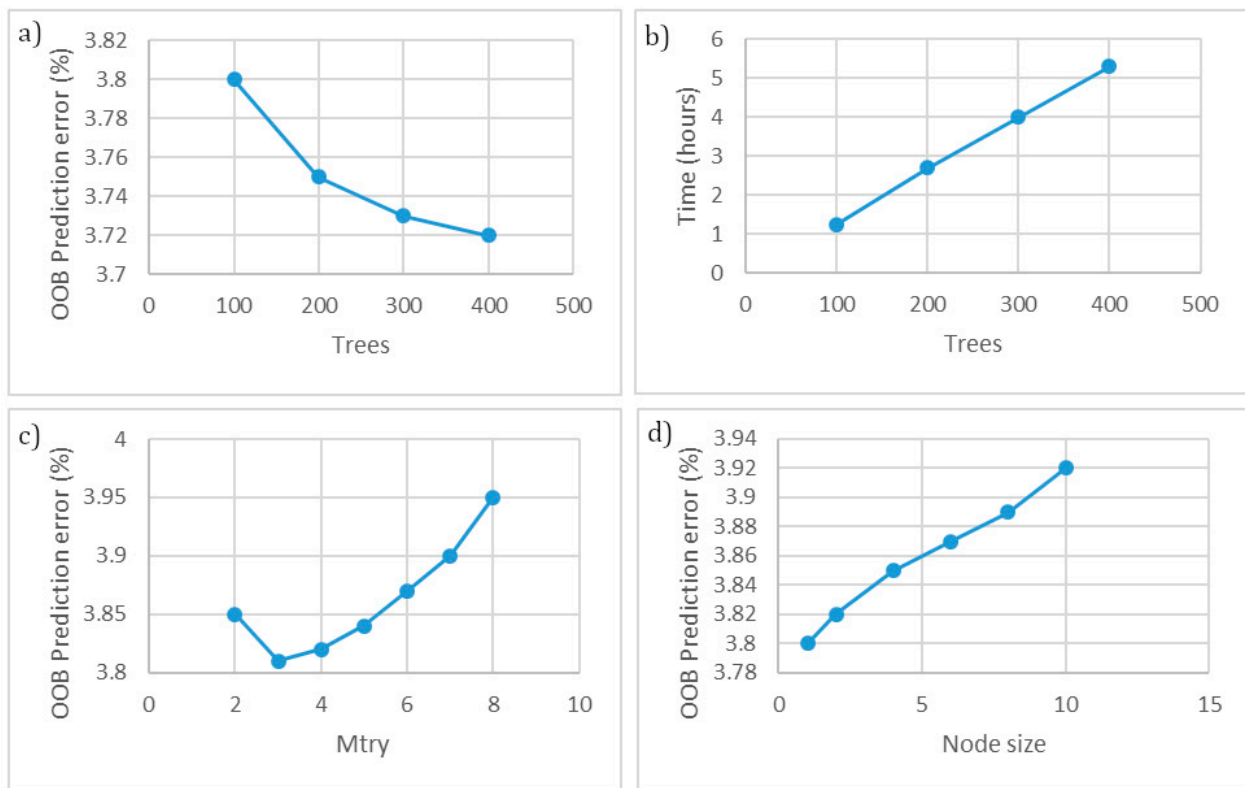 a)
OOB Prediction error (%)
3.82
3.8
3.78
3.76
3.74
3.72
3.7
0 100 200 300 400 500
Trees
b)
Time (hours)
6
5
4
3
2
1
0
0 100 200 300 400 500
Trees
c)
OOB Prediction error (%)
4
3.95
3.9
3.85
3.8
0 2 4 6 8 10
Mtry
d)
OOB Prediction error (%)
3.94
3.92
3.9
3.88
3.86
3.84
3.82
3.8
3.78
0 5 10 15
Node size